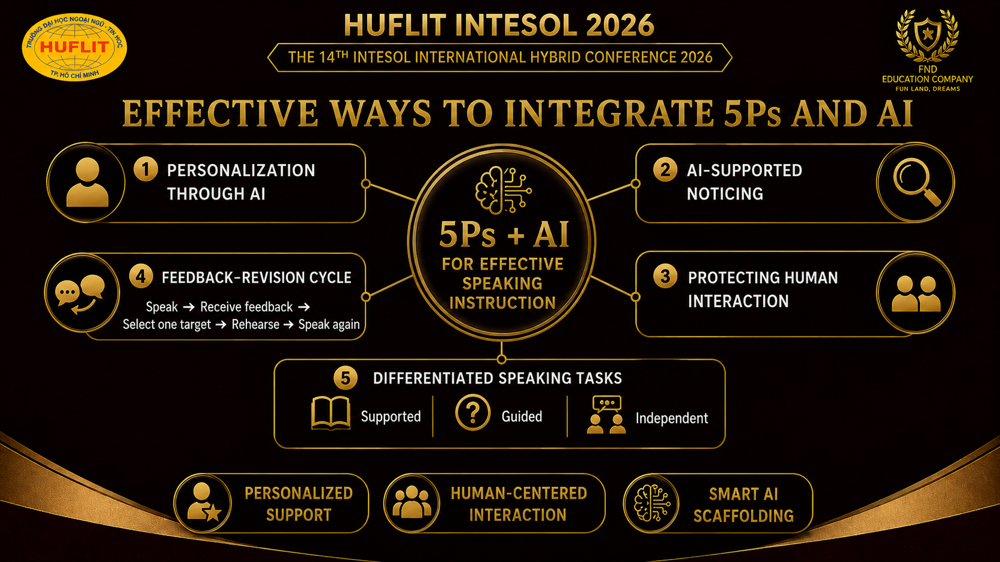 TRƯỜNG ĐẠI HỌC NGOẠI NGỮ - TIN HỌC
HUFLIT
TP. HỒ CHÍ MINH
HUFLIT INTESOL 2026
THE 14TH INTESOL INTERNATIONAL HYBRID CONFERENCE 2026
FND
EDUCATION COMPANY
FUN LAND, DREAMS
EFFECTIVE WAYS TO INTEGRATE 5Ps AND AI
1 PERSONALIZATION
THROUGH AI
2 AI-SUPPORTED
NOTICING
5Ps + AI
FOR EFFECTIVE
SPEAKING
INSTRUCTION
3 PROTECTING HUMAN
INTERACTION
4 FEEDBACK-REVISION CYCLE
Speak → Receive feedback →
Select one target → Rehearse → Speak again
5 DIFFERENTIATED SPEAKING TASKS
Supported
Guided
Independent
PERSONALIZED
SUPPORT
HUMAN-CENTERED
INTERACTION
SMART AI
SCAFFOLDING